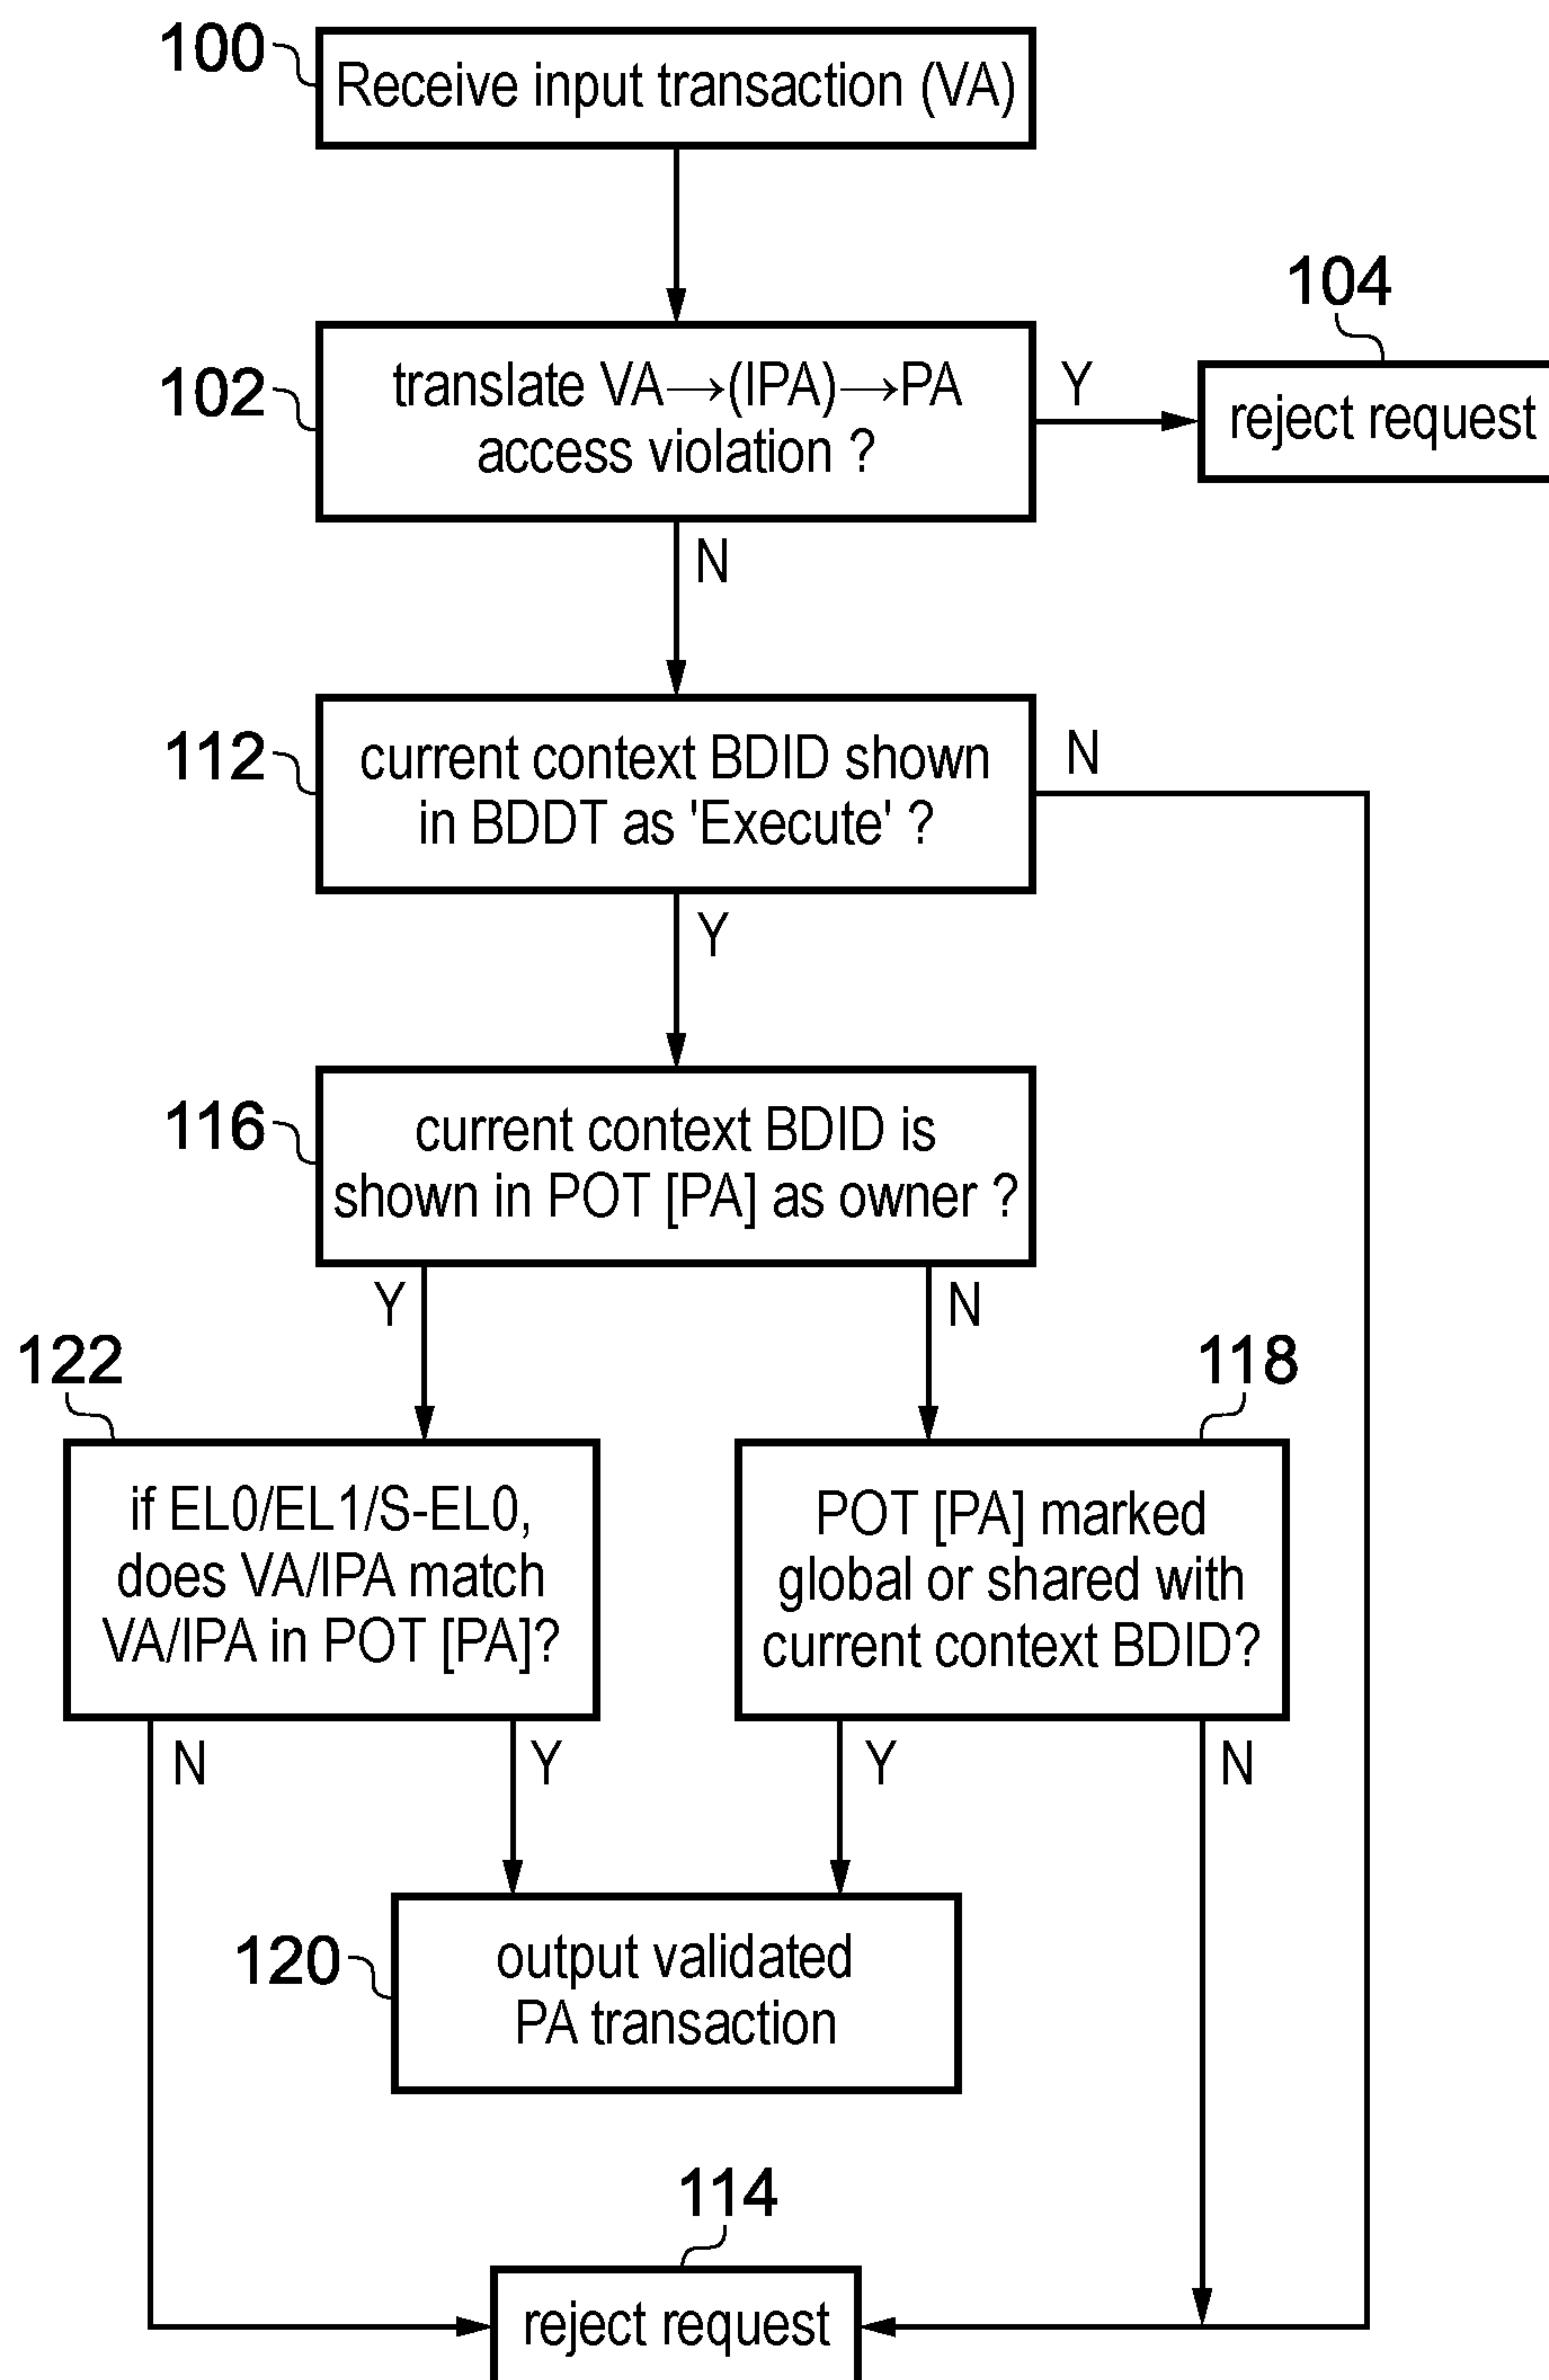 100
Receive input transaction (VA)
104
102
translate VA→(IPA)→PA
access violation ?
Y
reject request
N
112
current context BDID shown
in BDDT as 'Execute' ?
N
Y
116
current context BDID is
shown in POT [PA] as owner ?
Y
N
122
118
if EL0/EL1/S-EL0,
does VA/IPA match
VA/IPA in POT [PA]?
POT [PA] marked
global or shared with
current context BDID?
N
Y
Y
N
120
output validated
PA transaction
114
reject request